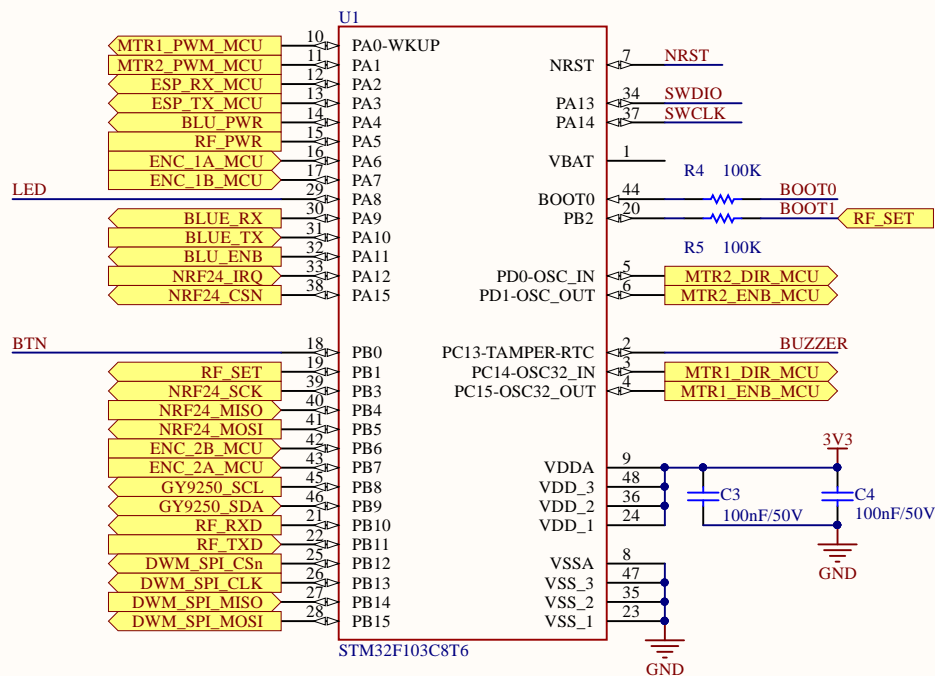 U1
MTR1_PWM_MCU 10 PA0-WKUP
MTR2_PWM_MCU 11 PA1
ESP_RX_MCU 12 PA2
ESP_TX_MCU 13 PA3
BLU_PWR 14 PA4
RF_PWR 15 PA5
ENC_1A_MCU 16 PA6
ENC_1B_MCU 17 PA7
LED 29 PA8
BLUE_RX 30 PA9
BLUE_TX 31 PA10
BLU_ENB 32 PA11
NRF24_IRQ 33 PA12
NRF24_CSN 38 PA15
BTN 18 PB0
RF_SET 19 PB1
NRF24_SCK 39 PB3
NRF24_MISO 40 PB4
NRF24_MOSI 41 PB5
ENC_2B_MCU 42 PB6
ENC_2A_MCU 43 PB7
GY9250_SCL 45 PB8
GY9250_SDA 46 PB9
RF_RXD 21 PB10
RF_TXD 22 PB11
DWM_SPI_CSn 25 PB12
DWM_SPI_CLK 26 PB13
DWM_SPI_MISO 27 PB14
DWM_SPI_MOSI 28 PB15
NRST 7 NRST
PA13 34 SWDIO
PA14 37 SWCLK
VBAT 1
R4 100K
BOOT0 44 BOOT0
PB2 20 BOOT1 RF_SET
R5 100K
PD0-OSC_IN 5 MTR2_DIR_MCU
PD1-OSC_OUT 6 MTR2_ENB_MCU
PC13-TAMPER-RTC 2 BUZZER
PC14-OSC32_IN 3 MTR1_DIR_MCU
PC15-OSC32_OUT 4 MTR1_ENB_MCU
3V3
VDDA 9
VDD_3 48
VDD_2 36
VDD_1 24
C3
100nF/50V
C4
100nF/50V
GND
VSSA 8
VSS_3 47
VSS_2 35
VSS_1 23
GND
STM32F103C8T6